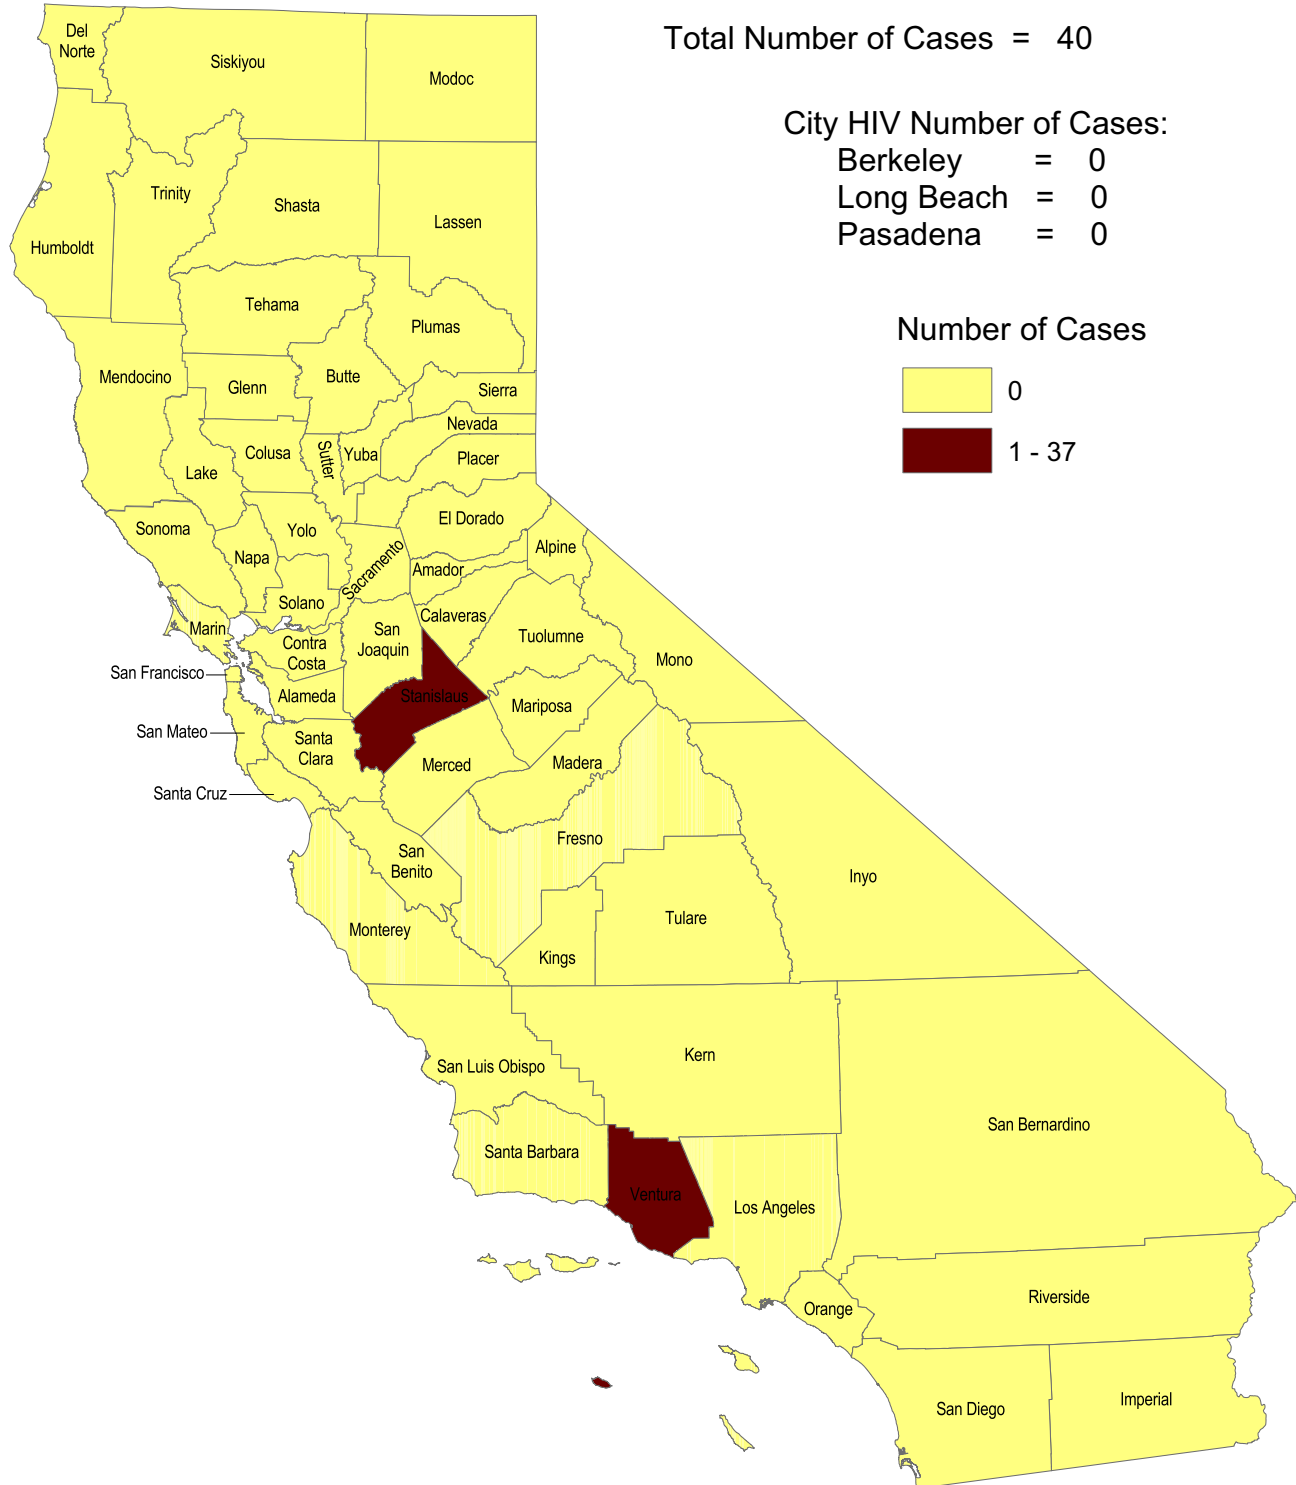 Total Number of Cases = 40
City HIV Number of Cases:
Berkeley = 0
Long Beach = 0
Pasadena = 0
Number of Cases
0
1 - 37
Del
Norte
Siskiyou
Modoc
Trinity
Shasta
Lassen
Humboldt
Tehama
Plumas
Mendocino
Glenn
Butte
Sierra
Nevada
Lake
Colusa
Sutter
Yuba
Placer
Sonoma
Napa
Yolo
El Dorado
Sacramento
Alpine
Amador
Solano
Calaveras
Marin
Contra
Costa
San
Joaquin
Tuolumne
Mono
San Francisco
Alameda
Stanislaus
Mariposa
San Mateo
Santa
Clara
Merced
Madera
Santa Cruz
Fresno
San
Benito
Inyo
Monterey
Kings
Tulare
San Luis Obispo
Kern
San Bernardino
Santa Barbara
Ventura
Los Angeles
Orange
Riverside
San Diego
Imperial